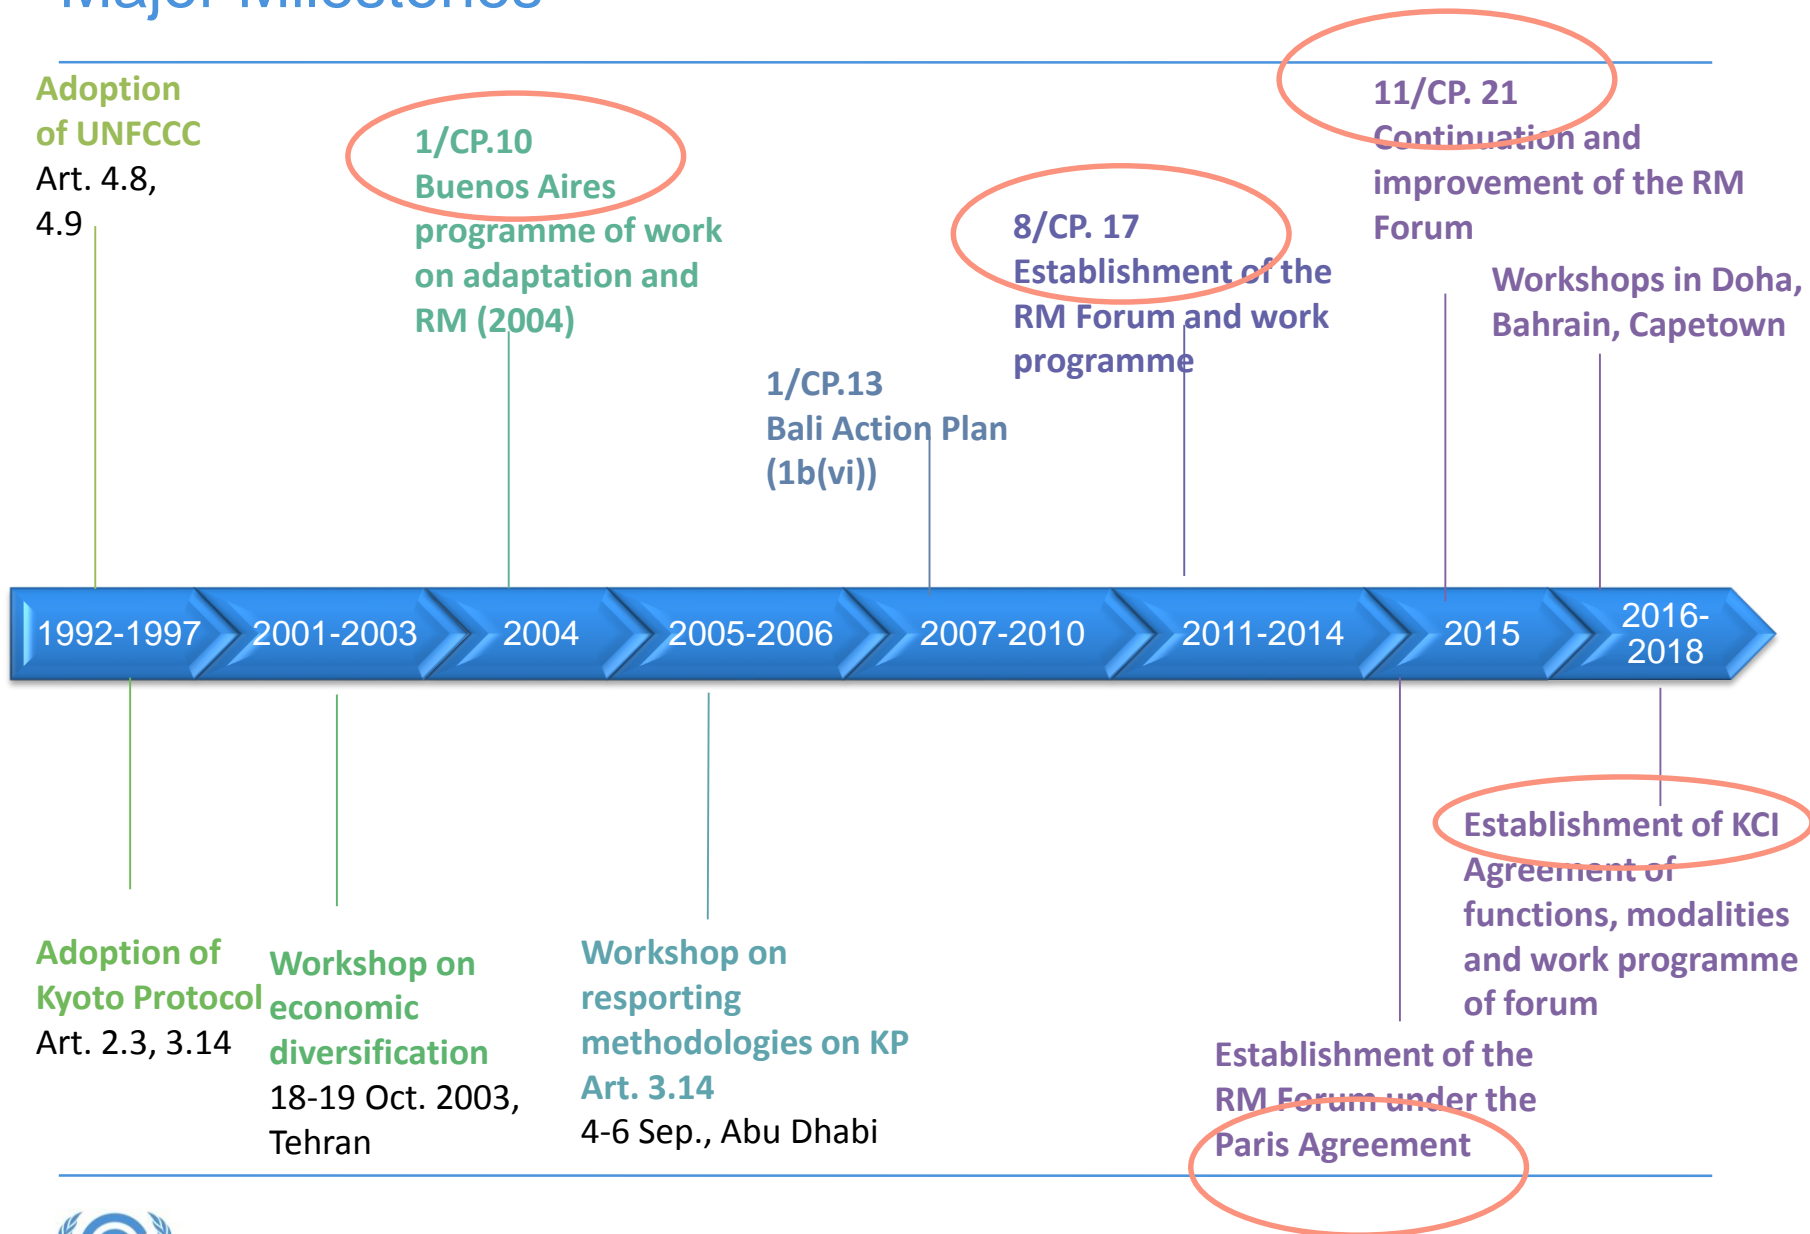 Major Milestones
Adoption
of UNFCCC
Art. 4.8,
4.9
1/CP.10
Buenos Aires
programme of work
on adaptation and
RM (2004)
1/CP.13
Bali Action Plan
(1b(vi))
8/CP. 17
Establishment of the
RM Forum and work
programme
11/CP. 21
Continuation and
improvement of the RM
Forum
Workshops in Doha,
Bahrain, Capetown
1992-1997
2001-2003
2004
2005-2006
2007-2010
2011-2014
2015
2016-
2018
Adoption of
Kyoto Protocol
Art. 2.3, 3.14
Workshop on
economic
diversification
18-19 Oct. 2003,
Tehran
Workshop on
resporting
methodologies on KP
Art. 3.14
4-6 Sep., Abu Dhabi
Establishment of the
RM Forum under the
Paris Agreement
Establishment of KCI
Agreement of
functions, modalities
and work programme
of forum